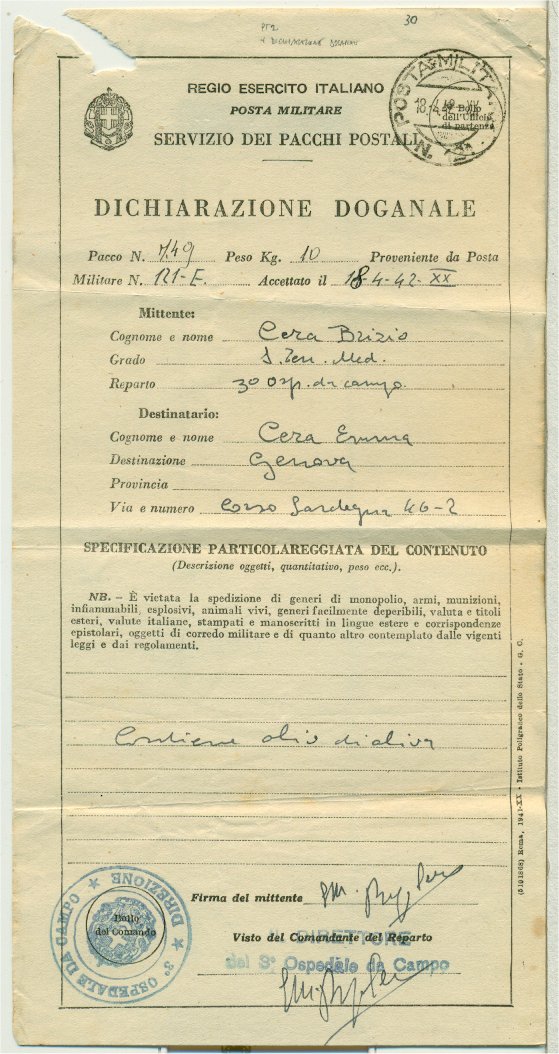 30
REGIO ESERCITO ITALIANO
POSTA MILITARE
SERVIZIO DEI PACCHI POSTALI
POSTA MILITARE
N.
Bollo
dell'Ufficio
di partenza
DICHIARAZIONE DOGANALE
Pacco N. 749 Peso Kg. 10 Proveniente da Posta
Militare N. 121-E. Accettato il 18-4-42-XX
Mittente:
Cognome e nome Cera Brizio
Grado S. Ten. Med.
Reparto 3º Osp. da campo
Destinatario:
Cognome e nome Cera Emma
Destinazione Genova
Provincia
Via e numero Corso Sardegna 46-2
SPECIFICAZIONE PARTICOLAREGGIATA DEL CONTENUTO
(Descrizione oggetti, quantitativo, peso ecc.).
NB. - È vietata la spedizione di generi di monopolio, armi, munizioni,
infiammabili, esplosivi, animali vivi, generi facilmente deperibili, valuta e titoli
esteri, valute italiane, stampati e manoscritti in lingue estere e corrispondenze
epistolari, oggetti di corredo militare e di quanto altro contemplato dalle vigenti
leggi e dai regolamenti.
Contiene olio di oliva
(5191868) Roma, 1941-XX - Istituto Poligrafico dello Stato - G. C.
Firma del mittente
Visto del Comandante del Reparto
IL DIRETTORE
del 3º Ospedale da Campo
3º OSPEDALE DA CAMPO
DIREZIONE
Bollo
del Comando